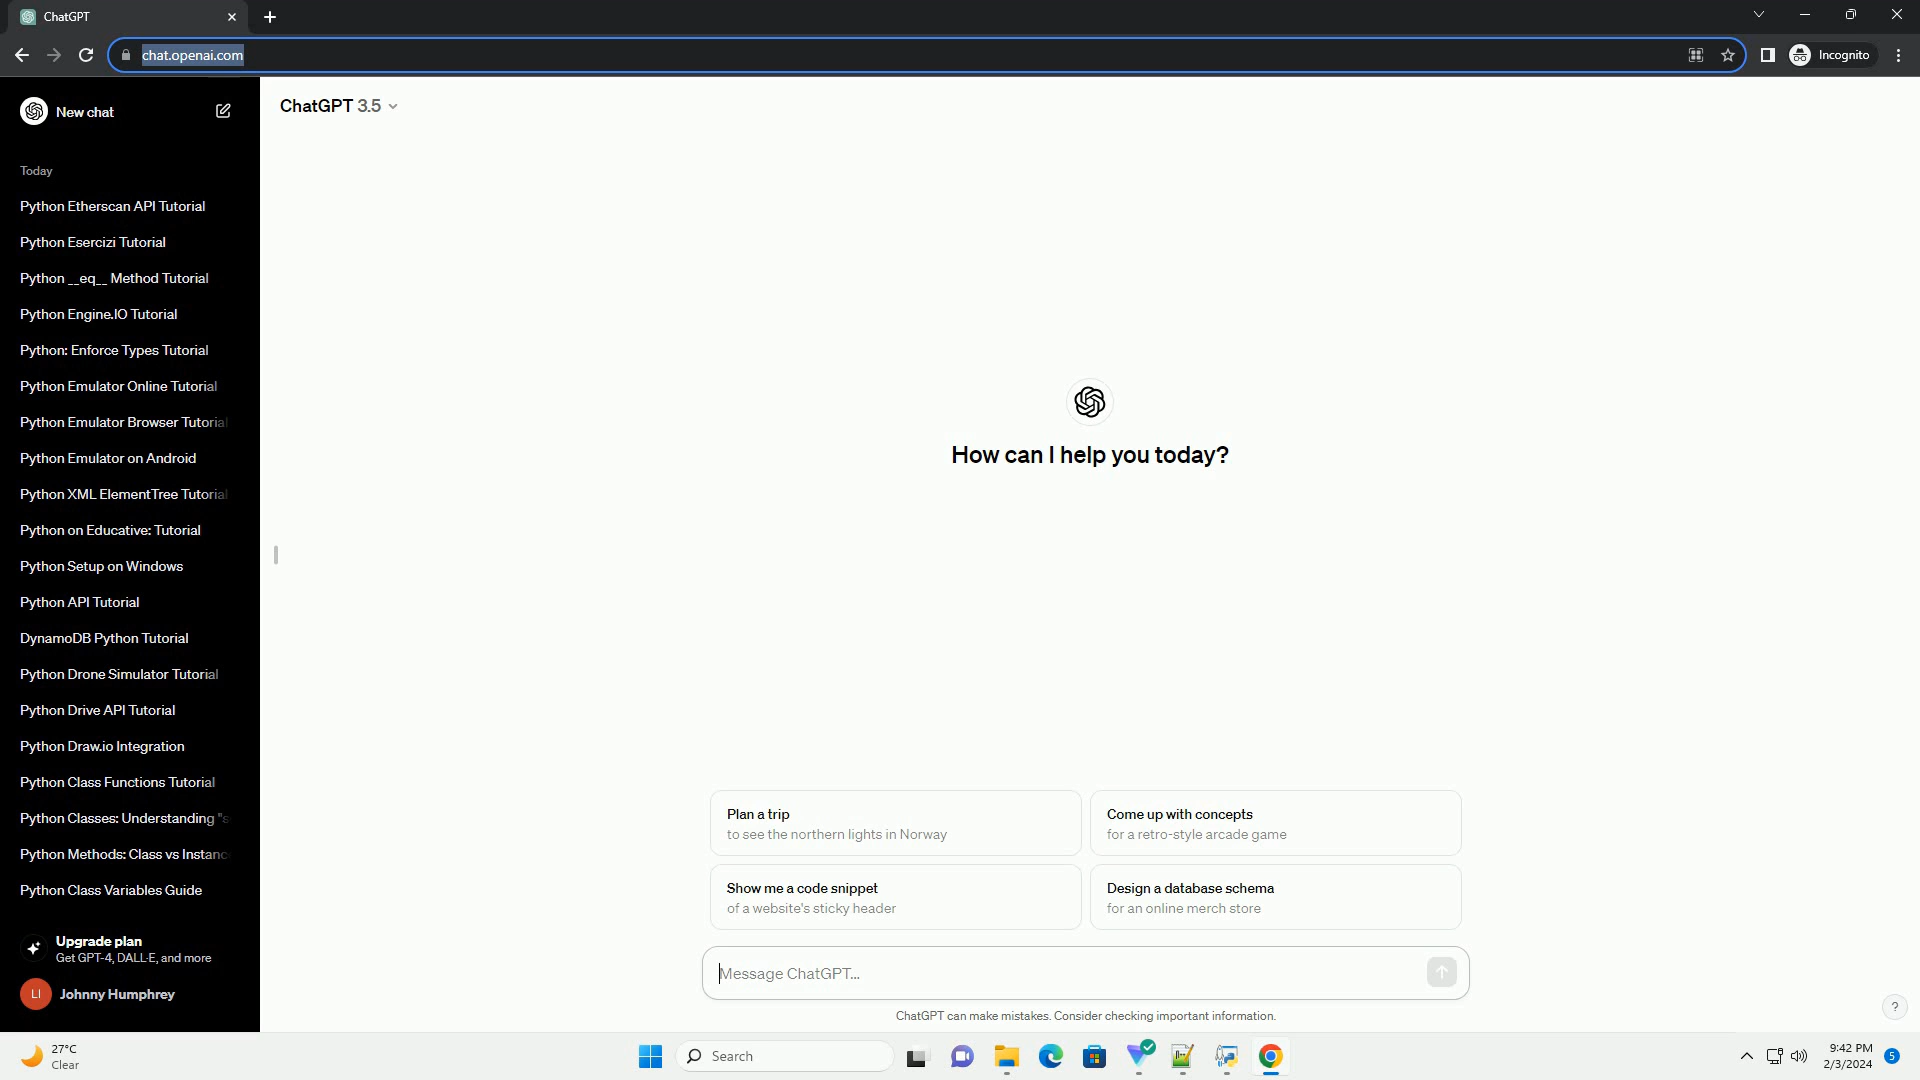 ChatGPT
chat.openai.com
Incognito
New chat
ChatGPT 3.5
Today
Python Etherscan API Tutorial
Python Esercizi Tutorial
Python __eq__ Method Tutorial
Python Engine.IO Tutorial
Python: Enforce Types Tutorial
Python Emulator Online Tutorial
Python Emulator Browser Tutorial
Python Emulator on Android
Python XML ElementTree Tutorial
Python on Educative: Tutorial
Python Setup on Windows
Python API Tutorial
DynamoDB Python Tutorial
Python Drone Simulator Tutorial
Python Drive API Tutorial
Python Draw.io Integration
Python Class Functions Tutorial
Python Classes: Understanding "s
Python Methods: Class vs Instanc
Python Class Variables Guide
Upgrade plan
Get GPT-4, DALL·E, and more
LI
Johnny Humphrey
How can I help you today?
Plan a trip
to see the northern lights in Norway
Come up with concepts
for a retro-style arcade game
Show me a code snippet
of a website's sticky header
Design a database schema
for an online merch store
Message ChatGPT...
ChatGPT can make mistakes. Consider checking important information.
?
27°C
Clear
Search
9:42 PM
2/3/2024
5